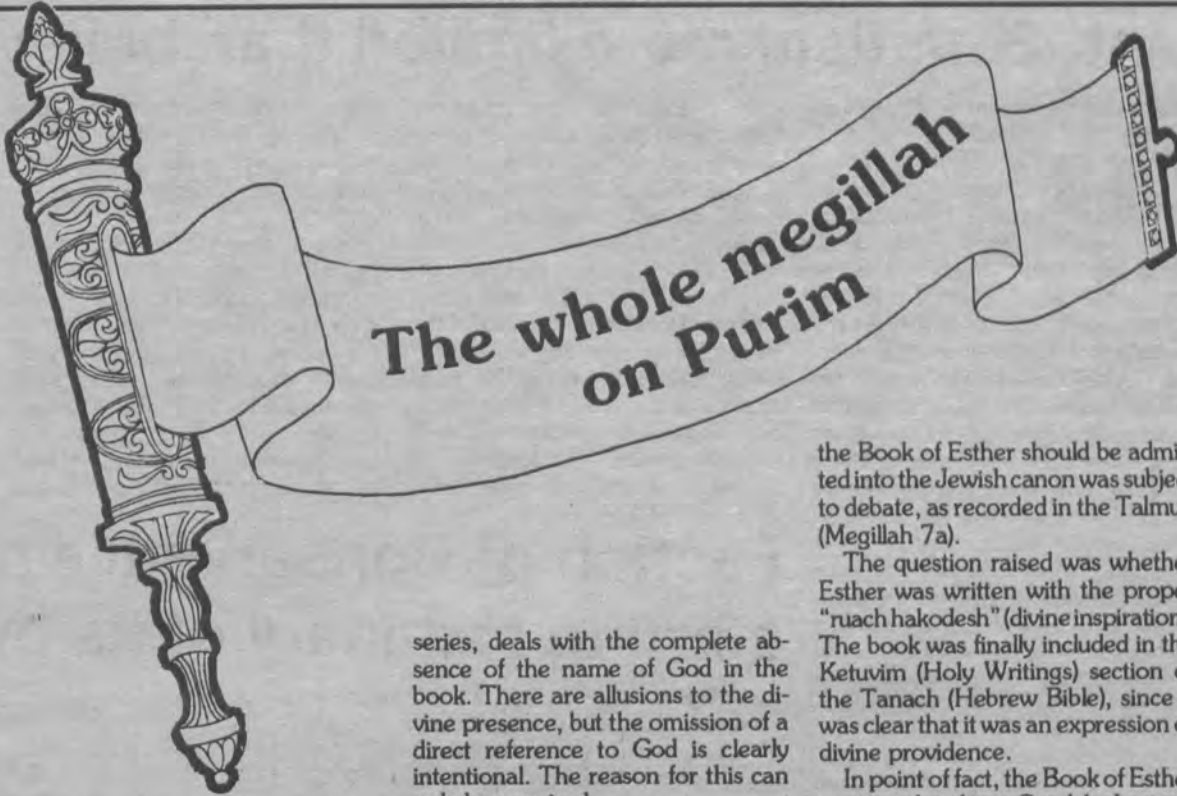 The whole megillah
on Purim
series, deals with the complete ab-
sence of the name of God in the
book. There are allusions to the di-
vine presence, but the omission of a
direct reference to God is clearly
intentional. The reason for this can
the Book of Esther should be admi
ted into the Jewish canon was subje
to debate, as recorded in the Talmu
(Megillah 7a).
The question raised was whethe
Esther was written with the prope
"ruach hakodesh" (divine inspiration
The book was finally included in th
Ketuvim (Holy Writings) section o
the Tanach (Hebrew Bible), since
was clear that it was an expression o
divine providence.
In point of fact, the Book of Esthe